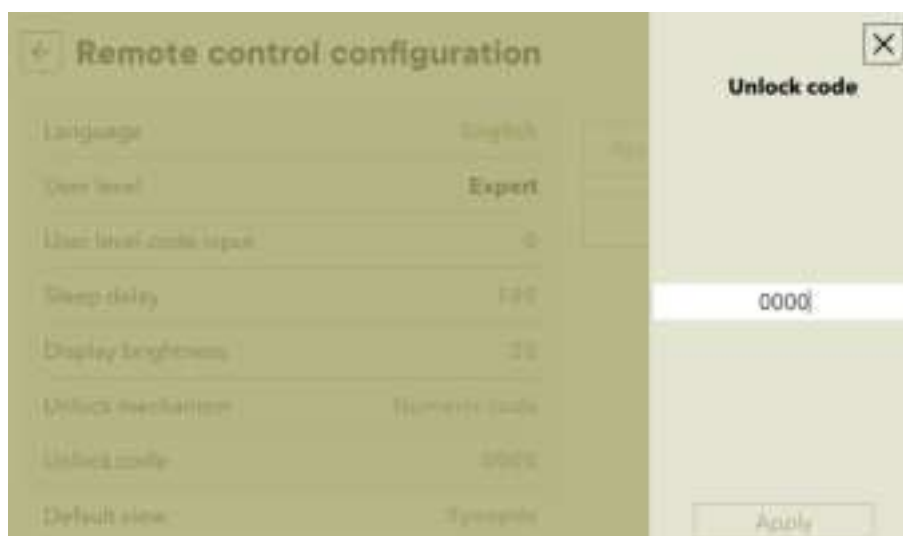 Remote control configuration
Unlock code
Language English
User level Expert
User level code input 0
Sleep delay
Display brightness
0000
Unlock mechanism Numeric code
Unlock code 0000
Default view Synoptic
Apply